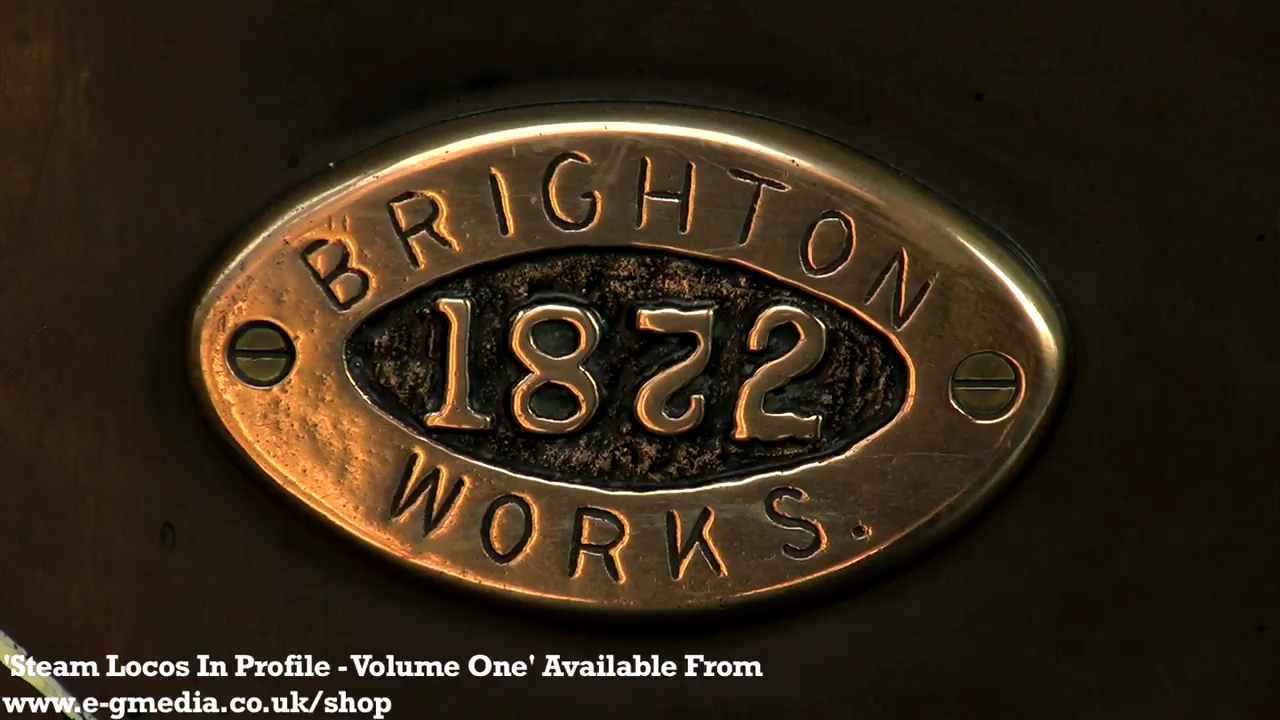 BRIGHTON
1872
WORKS.
'Steam Locos In Profile - Volume One' Available From
www.e-gmedia.co.uk/shop